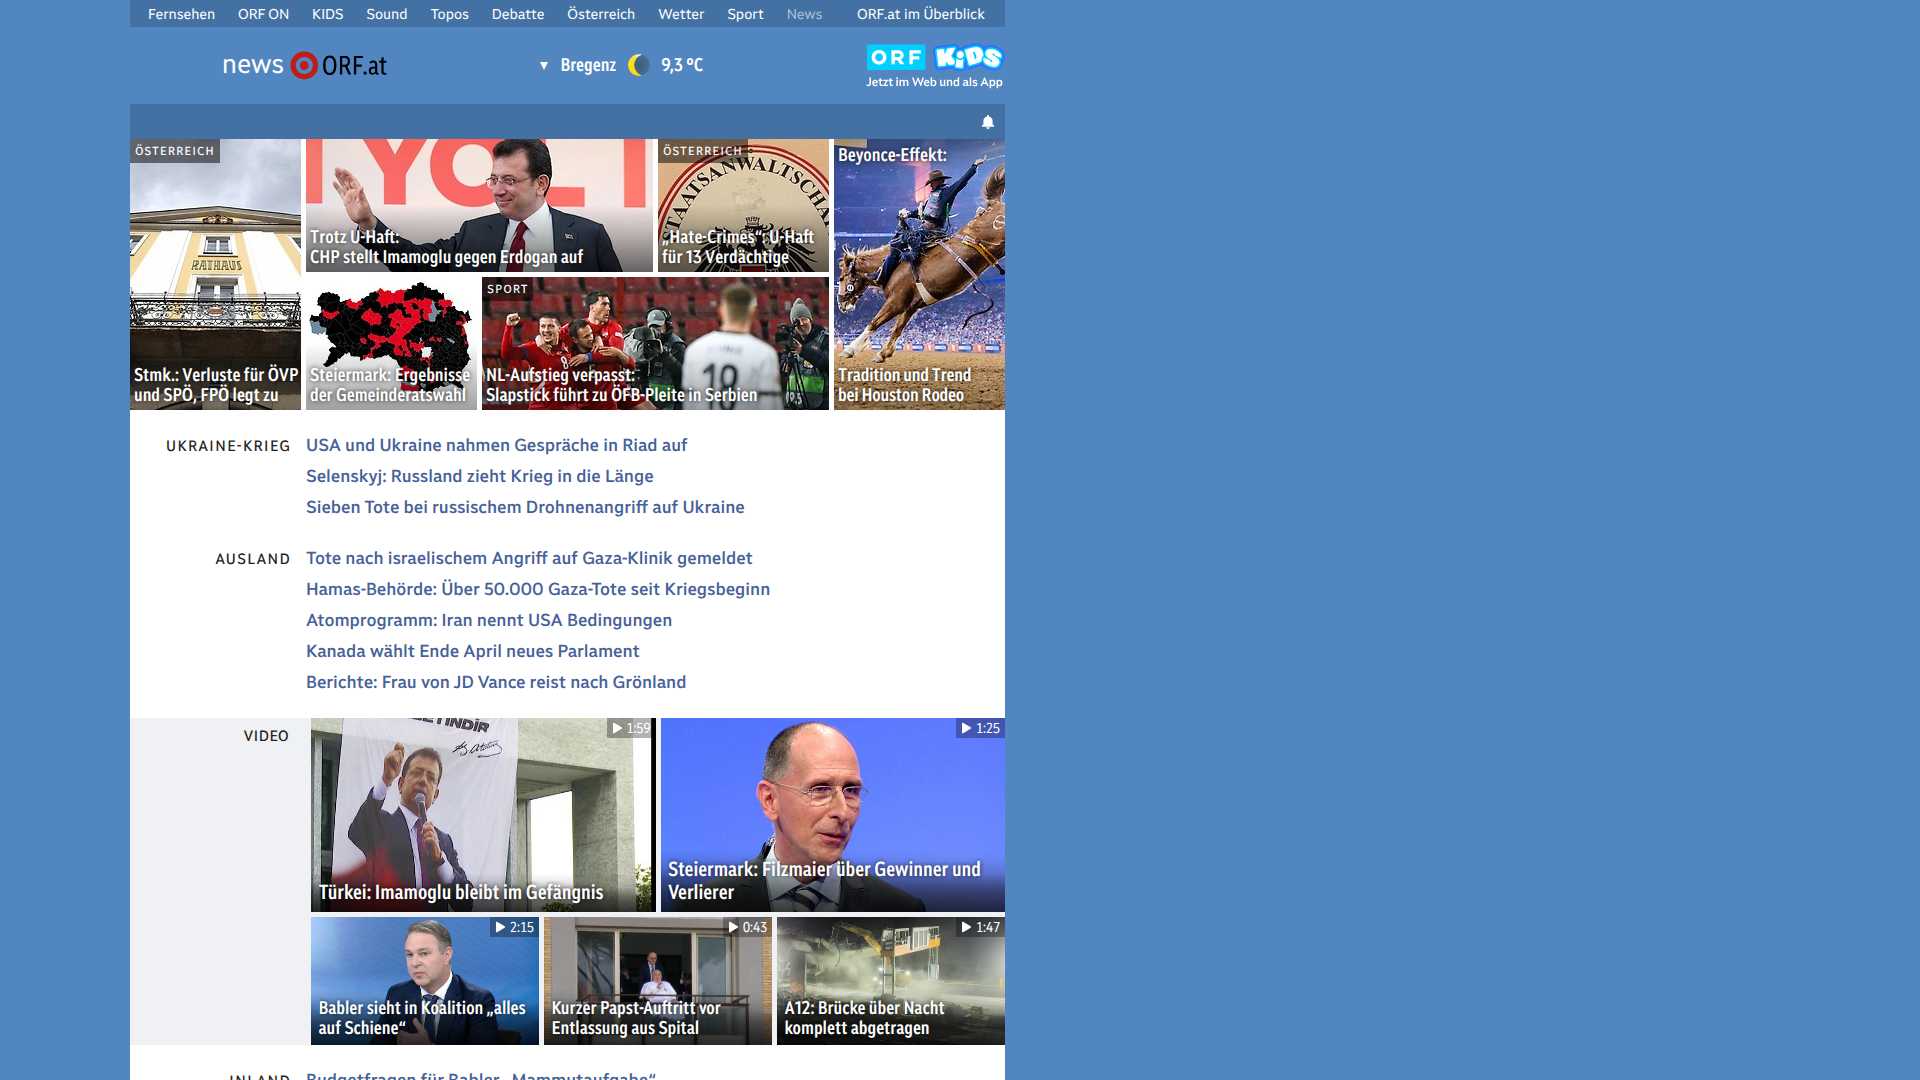 Fernsehen ORF ON KIDS Sound Topos Debatte Österreich Wetter Sport News ORF.at im Überblick
news ORF.at
▼ Bregenz 9,3 °C
ORF KiDS
Jetzt im Web und als App
ÖSTERREICH
RATHAUS
Stmk.: Verluste für ÖVP
und SPÖ, FPÖ legt zu
Trotz U-Haft:
CHP stellt Imamoglu gegen Erdogan auf
ÖSTERREICH
STAATSANWALTSCHA
„Hate-Crimes“: U-Haft
für 13 Verdächtige
Beyonce-Effekt:
Tradition und Trend
bei Houston Rodeo
Steiermark: Ergebnisse
der Gemeinderatswahl
SPORT
10
NL-Aufstieg verpasst:
Slapstick führt zu ÖFB-Pleite in Serbien
UKRAINE-KRIEG
USA und Ukraine nahmen Gespräche in Riad auf
Selenskyj: Russland zieht Krieg in die Länge
Sieben Tote bei russischem Drohnenangriff auf Ukraine
AUSLAND
Tote nach israelischem Angriff auf Gaza-Klinik gemeldet
Hamas-Behörde: Über 50.000 Gaza-Tote seit Kriegsbeginn
Atomprogramm: Iran nennt USA Bedingungen
Kanada wählt Ende April neues Parlament
Berichte: Frau von JD Vance reist nach Grönland
VIDEO
1:59
Türkei: Imamoglu bleibt im Gefängnis
1:25
Steiermark: Filzmaier über Gewinner und
Verlierer
2:15
Babler sieht in Koalition „alles
auf Schiene“
0:43
Kurzer Papst-Auftritt vor
Entlassung aus Spital
1:47
A12: Brücke über Nacht
komplett abgetragen
INLAND
Budgetfragen für Babler „Mammutaufgabe“